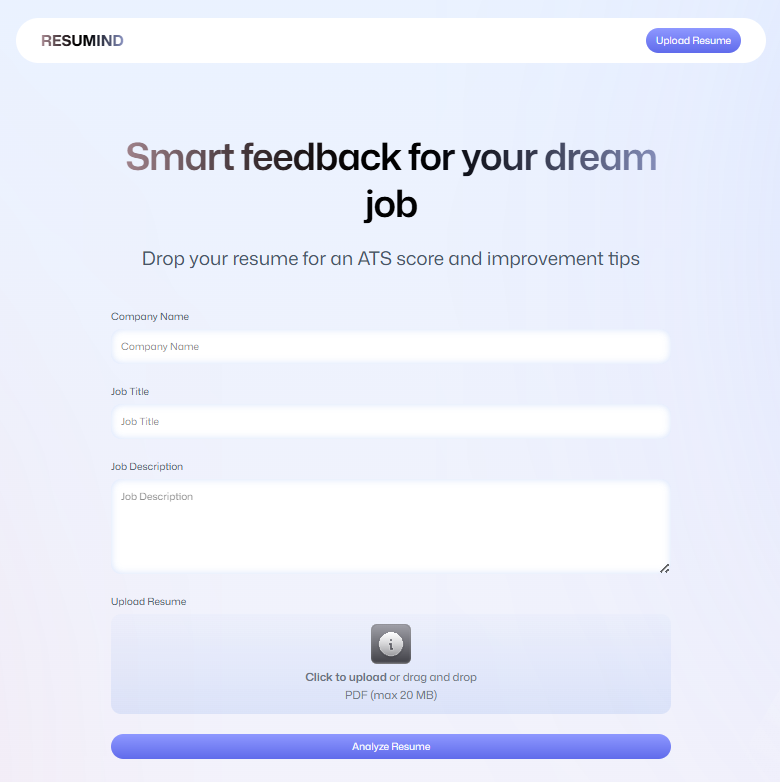 RESUMIND
Upload Resume
Smart feedback for your dream
job
Drop your resume for an ATS score and improvement tips
Company Name
Company Name
Job Title
Job Title
Job Description
Job Description
Upload Resume
i
Click to upload or drag and drop
PDF (max 20 MB)
Analyze Resume